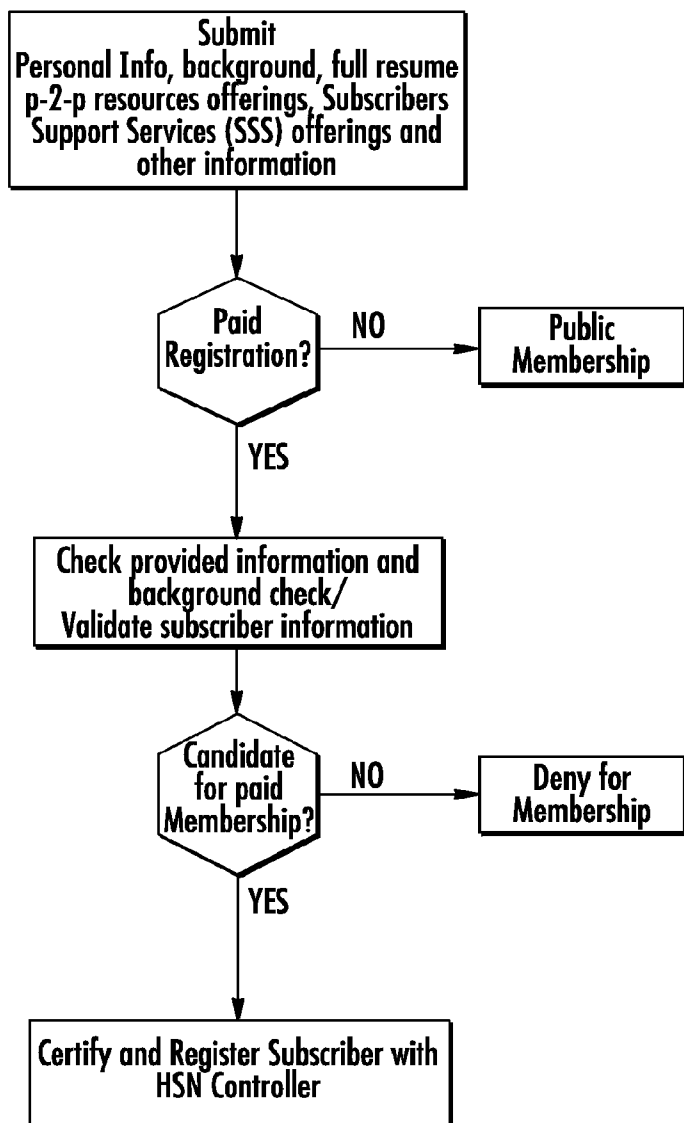 Submit
Personal Info, background, full resume
p-2-p resources offerings, Subscribers
Support Services (SSS) offerings and
other information
Paid
Registration?
NO
Public
Membership
YES
Check provided information and
background check/
Validate subscriber information
Candidate
for paid
Membership?
NO
Deny for
Membership
YES
Certify and Register Subscriber with
HSN Controller